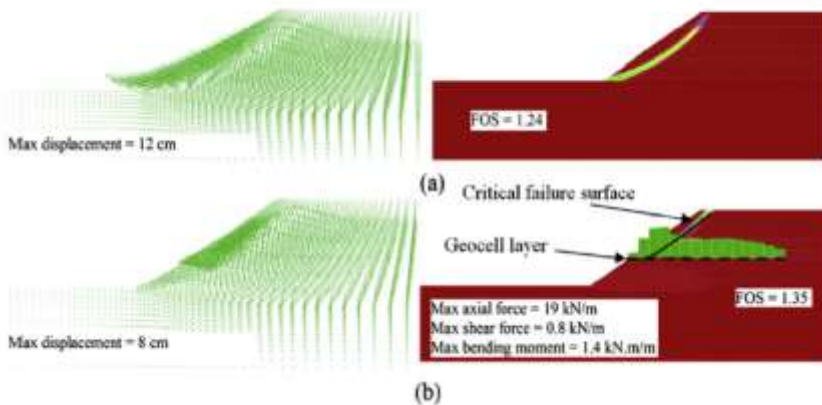 FOS = 1.24
Max displacement = 12 cm
(a)
Critical failure surface
Geocell layer
FOS = 1.35
Max axial force = 19 kN/m
Max shear force = 0.8 kN/m
Max displacement = 8 cm
Max bending moment = 1.4 kN.m/m
(b)